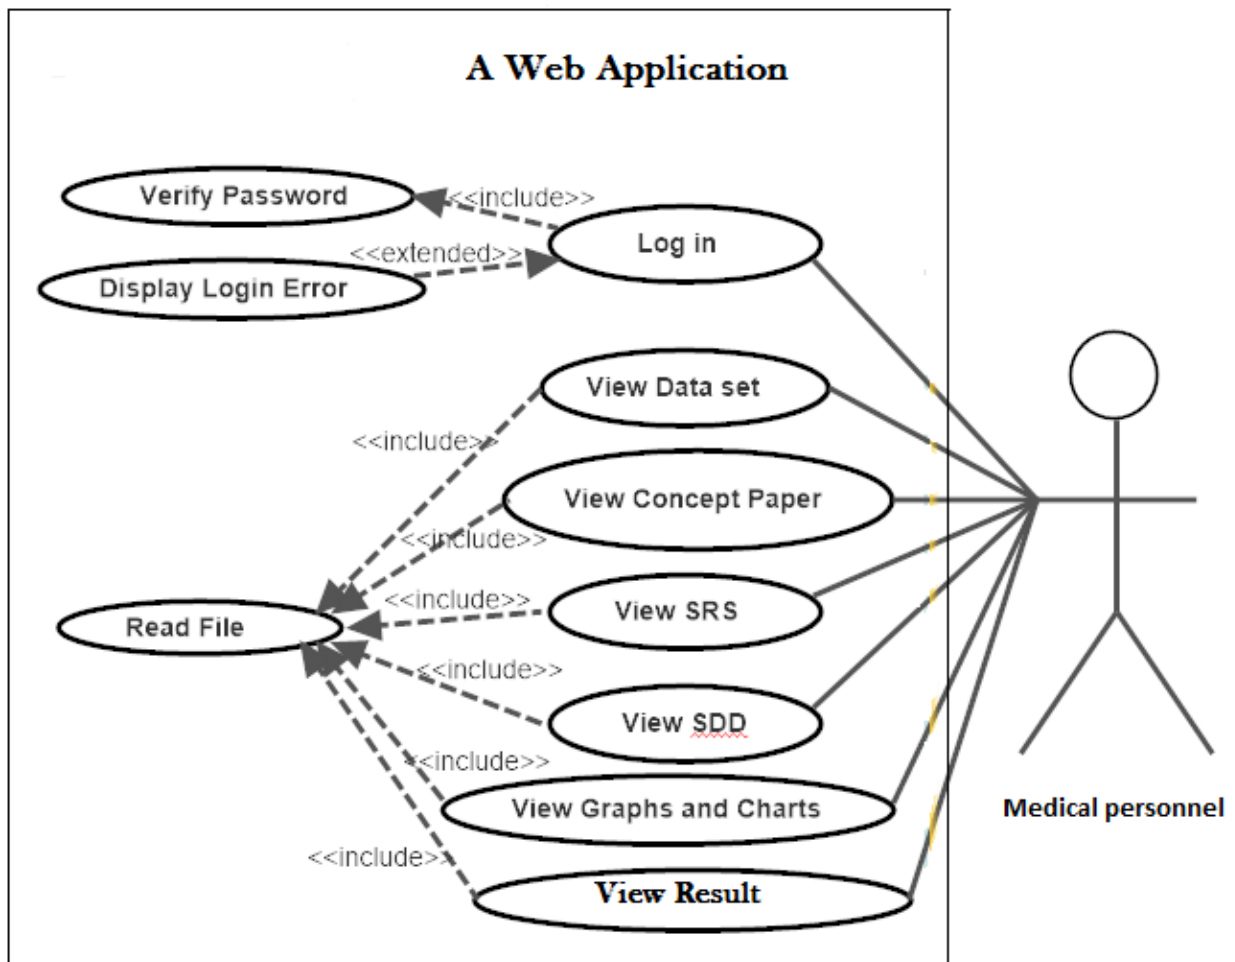 A Web Application
Verify Password
<<include>>
Log in
<<extended>>
Display Login Error
View Data set
<<include>>
View Concept Paper
<<include>>
<<include>>
View SRS
Read File
<<include>>
View SDD
<<include>>
View Graphs and Charts
Medical personnel
<<include>>
View Result